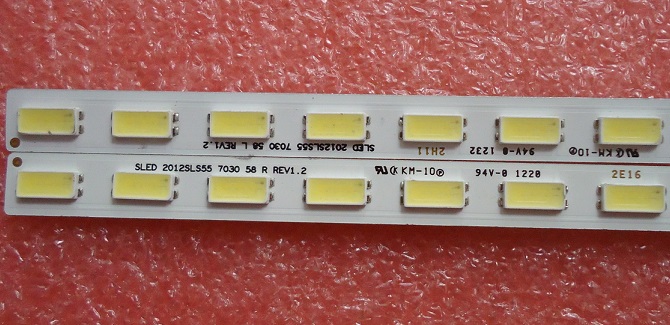 SLED 2012SLS55 7030 58 L REV1.2 2H11 94V-0 1232 KM-10
SLED 2012SLS55 7030 58 R REV1.2 KM-10 94V-0 1220 2E16